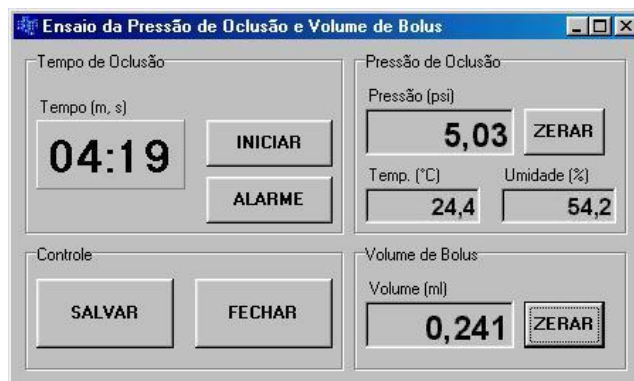 Ensaio da Pressão de Oclusão e Volume de Bolus
Tempo de Oclusão
Tempo (m, s)
04:19
INICIAR
ALARME
Pressão de Oclusão
Pressão (psi)
5,03
ZERAR
Temp. (°C)
Umidade (%)
24,4
54,2
Controle
SALVAR
FECHAR
Volume de Bolus
Volume (ml)
0,241
ZERAR